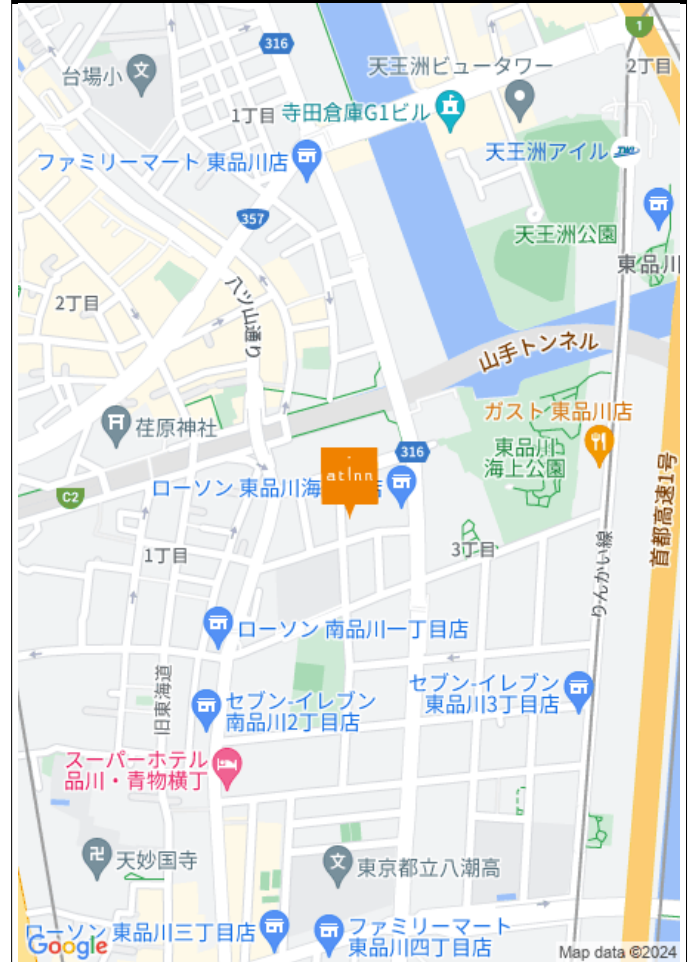 316
1
台場小
天王洲ビュータワー
2丁目
1丁目
寺田倉庫G1ビル
ファミリーマート 東品川店
天王洲アイル
TWR
357
天王洲公園
東品川
2丁目
八ツ山通り
山手トンネル
荏原神社
ガスト 東品川店
316
東品川
海上公園
at Inn
ローソン 東品川海
店
C2
首都高速1号
1丁目
3丁目
りんかい線
ローソン 南品川一丁目店
旧東海道
セブン-イレブン
南品川2丁目店
セブン-イレブン
東品川3丁目店
スーパーホテル
品川・青物横丁
天妙国寺
東京都立八潮高
ローソン 東品川三丁目店
ファミリーマート
東品川四丁目店
Google
Map data ©2024